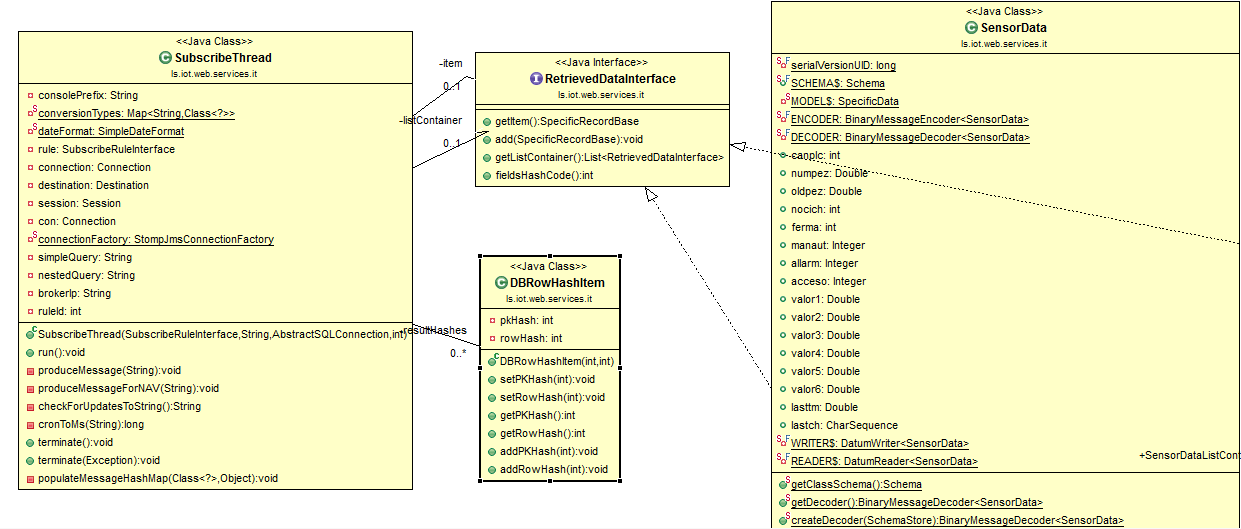 <<Java Class>>
SubscribeThread
ls.iot.web.services.it
consolePrefix: String
conversionTypes: Map<String,Class<?>>
dateFormat: SimpleDateFormat
rule: SubscribeRuleInterface
connection: Connection
destination: Destination
session: Session
con: Connection
connectionFactory: StompJmsConnectionFactory
simpleQuery: String
nestedQuery: String
brokerIp: String
ruleId: int
SubscribeThread(SubscribeRuleInterface,String,AbstractSQLConnection,int)
run():void
produceMessage(String):void
produceMessageForNAV(String):void
checkForUpdatesToString():String
cronToMs(String):long
terminate():void
terminate(Exception):void
populateMessageHashMap(Class<?>,Object):void
-item
0..1
-listContainer
0..1
-resultHashes
0..*
<<Java Interface>>
RetrievedDataInterface
ls.iot.web.services.it
getItem():SpecificRecordBase
add(SpecificRecordBase):void
getListContainer():List<RetrievedDataInterface>
fieldsHashCode():int
<<Java Class>>
DBRowHashItem
ls.iot.web.services.it
pkHash: int
rowHash: int
DBRowHashItem(int,int)
setPKHash(int):void
setRowHash(int):void
getPKHash():int
getRowHash():int
addPKHash(int):void
addRowHash(int):void
<<Java Class>>
SensorData
ls.iot.web.services.it
serialVersionUID: long
SCHEMA$: Schema
MODEL$: SpecificData
ENCODER: BinaryMessageEncoder<SensorData>
DECODER: BinaryMessageDecoder<SensorData>
canplc: int
numpez: Double
oldpez: Double
nocich: int
ferma: int
manaut: Integer
allarm: Integer
acceso: Integer
valor1: Double
valor2: Double
valor3: Double
valor4: Double
valor5: Double
valor6: Double
lasttm: Double
lastch: CharSequence
WRITER$: DatumWriter<SensorData>
READER$: DatumReader<SensorData>
+SensorDataListCont
getClassSchema():Schema
getDecoder():BinaryMessageDecoder<SensorData>
createDecoder(SchemaStore):BinaryMessageDecoder<SensorData>